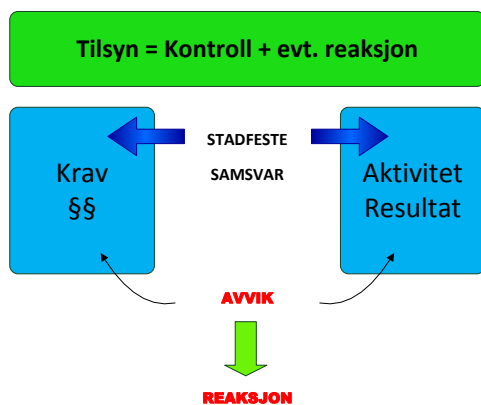 Tilsyn = Kontroll + evt. reaksjon
STADFESTE
SAMSVAR
Krav
§§
Aktivitet
Resultat
AVVIK
REAKSJON